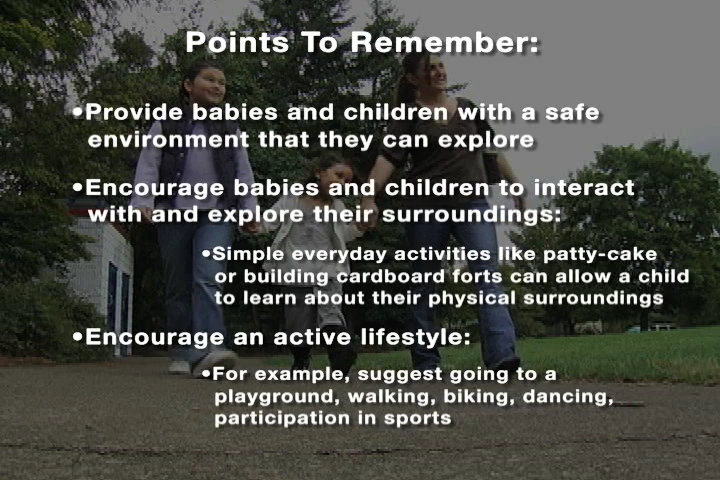 Points To Remember:
•Provide babies and children with a safe
environment that they can explore
•Encourage babies and children to interact
with and explore their surroundings:
•Simple everyday activities like patty-cake
or building cardboard forts can allow a child
to learn about their physical surroundings
•Encourage an active lifestyle:
•For example, suggest going to a
playground, walking, biking, dancing,
participation in sports